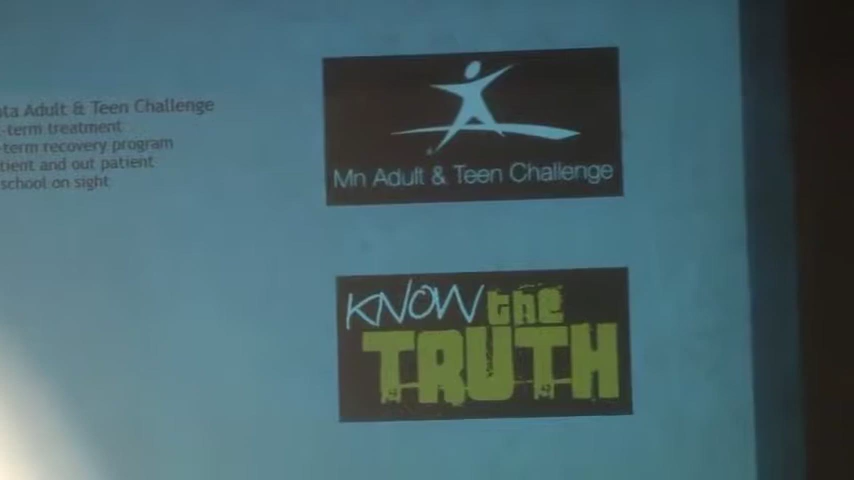 ota Adult & Teen Challenge
-term treatment
-term recovery program
tient and out patient
school on sight
Mn Adult & Teen Challenge
KNOW the
TRUTH